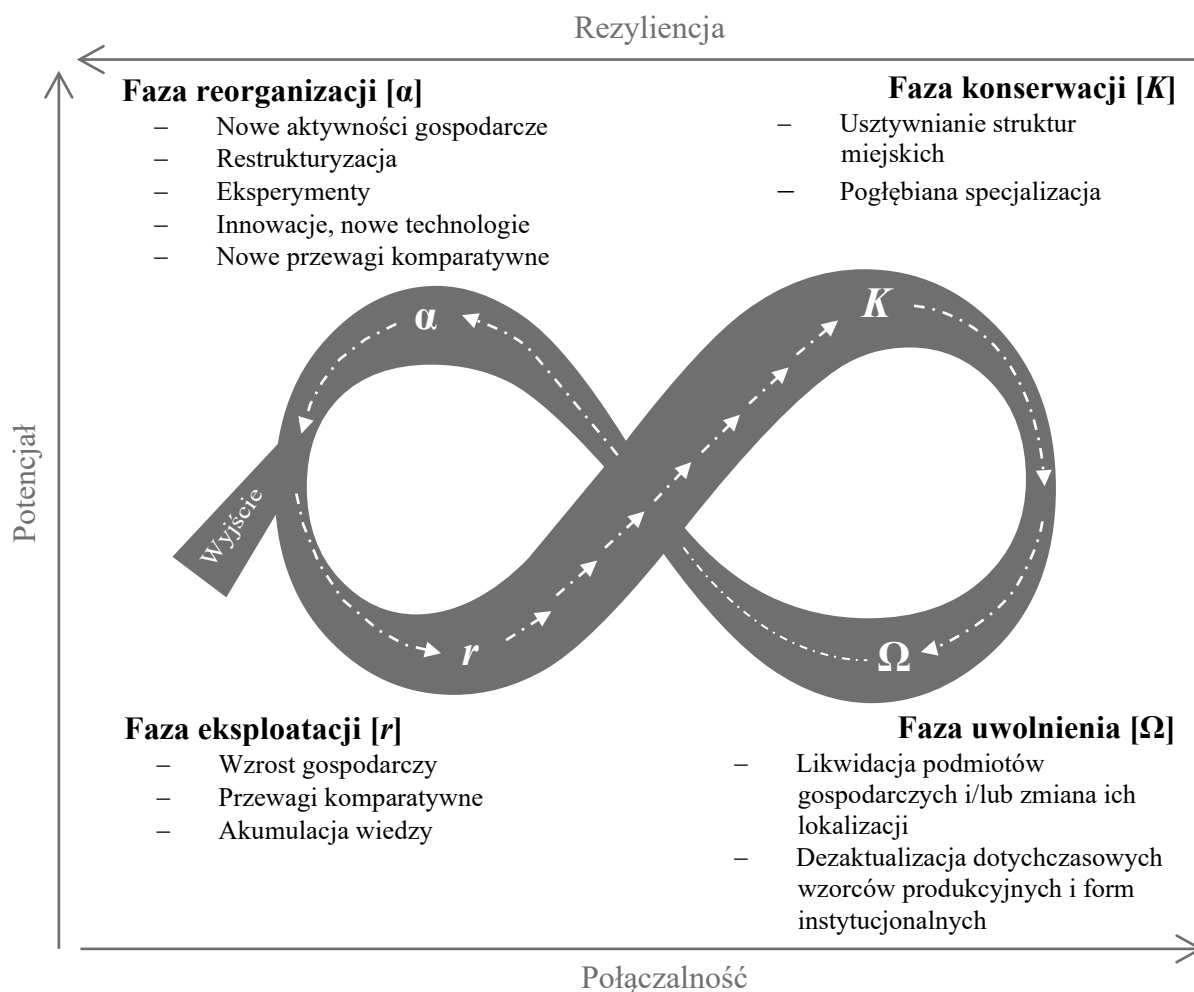 Rezyliencja
Faza reorganizacji [α]
– Nowe aktywności gospodarcze
– Restrukturyzacja
– Eksperymenty
– Innowacje, nowe technologie
– Nowe przewagi komparatywne
Faza konserwacji [K]
– Usztywnianie struktur
miejskich
– Pogłębiana specjalizacja
α
K
Potencjał
Wyjście
r
Ω
Faza eksploatacji [r]
– Wzrost gospodarczy
– Przewagi komparatywne
– Akumulacja wiedzy
Faza uwolnienia [Ω]
– Likwidacja podmiotów
gospodarczych i/lub zmiana ich
lokalizacji
– Dezaktualizacja dotychczasowych
wzorców produkcyjnych i form
instytucjonalnych
Połączalność